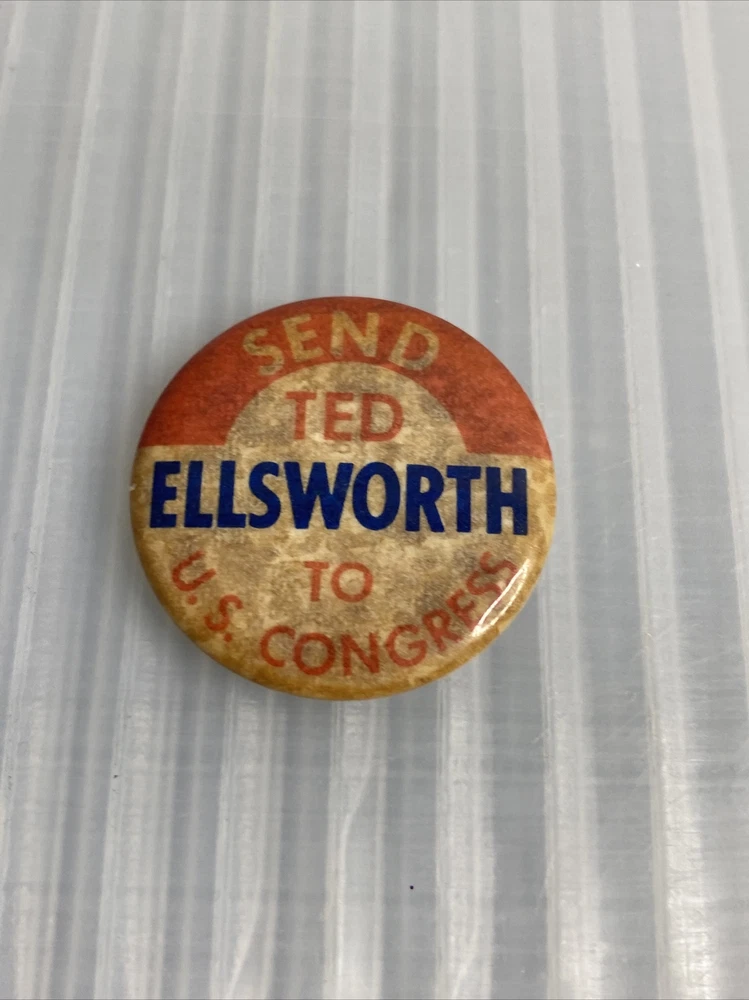 SEND
TED
ELLSWORTH
TO
U.S. CONGRESS